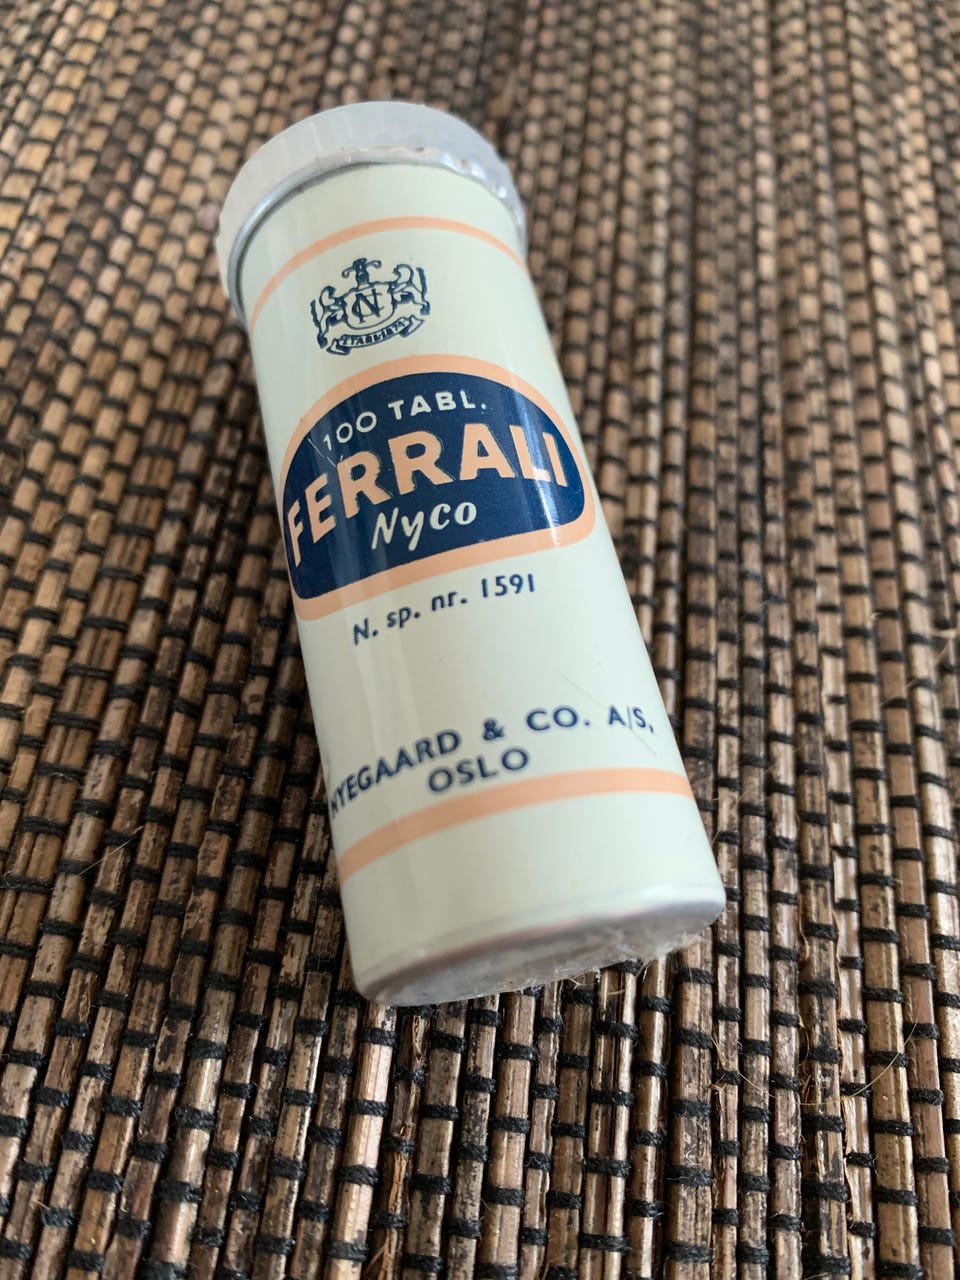 N
100 TABL.
FERRALI
Nyco
N. sp. nr. 1591
NYEGAARD & CO. A/S,
OSLO